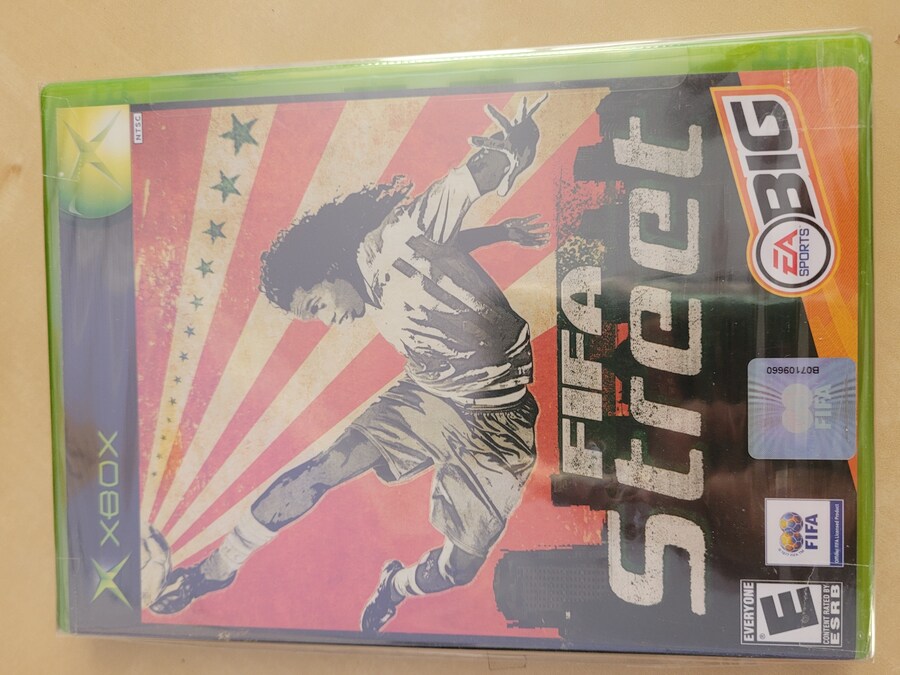 XBOX
NTSC
FIFA
Street
EA
SPORTS
BIG
B07109660
FIFA
FIFA
EVERYONE
E
CONTENT RATED BY
ESRB